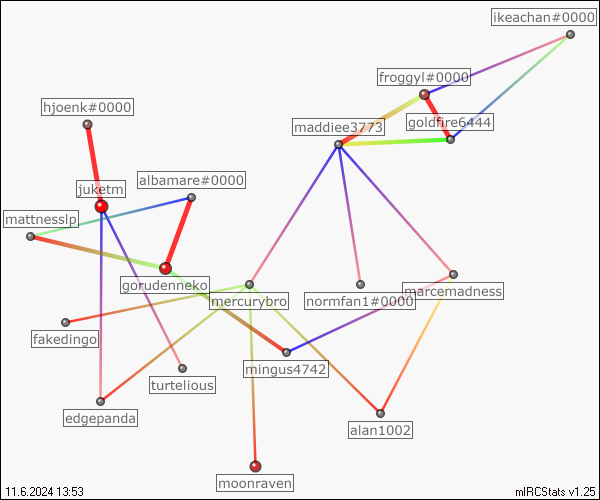 ikeachan#0000
froggyl#0000
hjoenk#0000
goldfire6444
maddiee3773
albamare#0000
juketm
mattnesslp
gorudenneko
marcemadness
mercurybro
normfan1#0000
fakedingo
mingus4742
turtelious
edgepanda
alan1002
moonraven
11.6.2024 13:53
mIRCStats v1.25